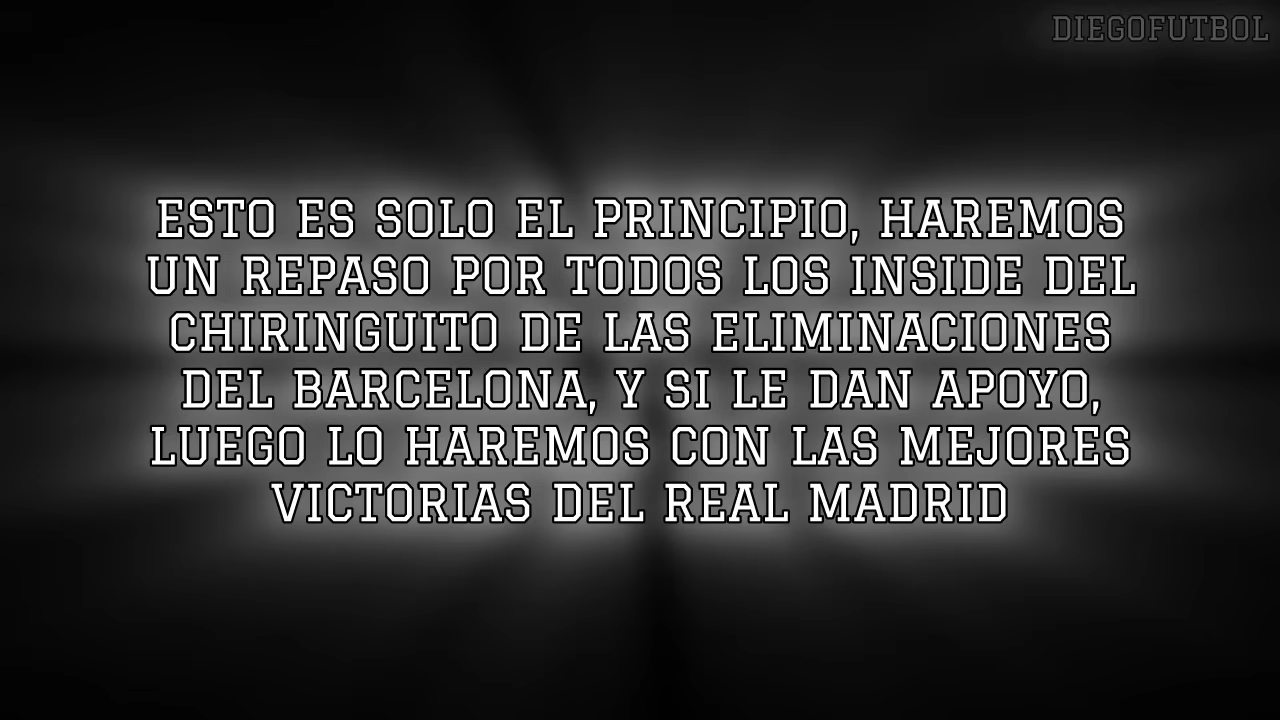 DIEGOFUTBOL
ESTO ES SOLO EL PRINCIPIO, HAREMOS
UN REPASO POR TODOS LOS INSIDE DEL
CHIRINGUITO DE LAS ELIMINACIONES
DEL BARCELONA, Y SI LE DAN APOYO,
LUEGO LO HAREMOS CON LAS MEJORES
VICTORIAS DEL REAL MADRID